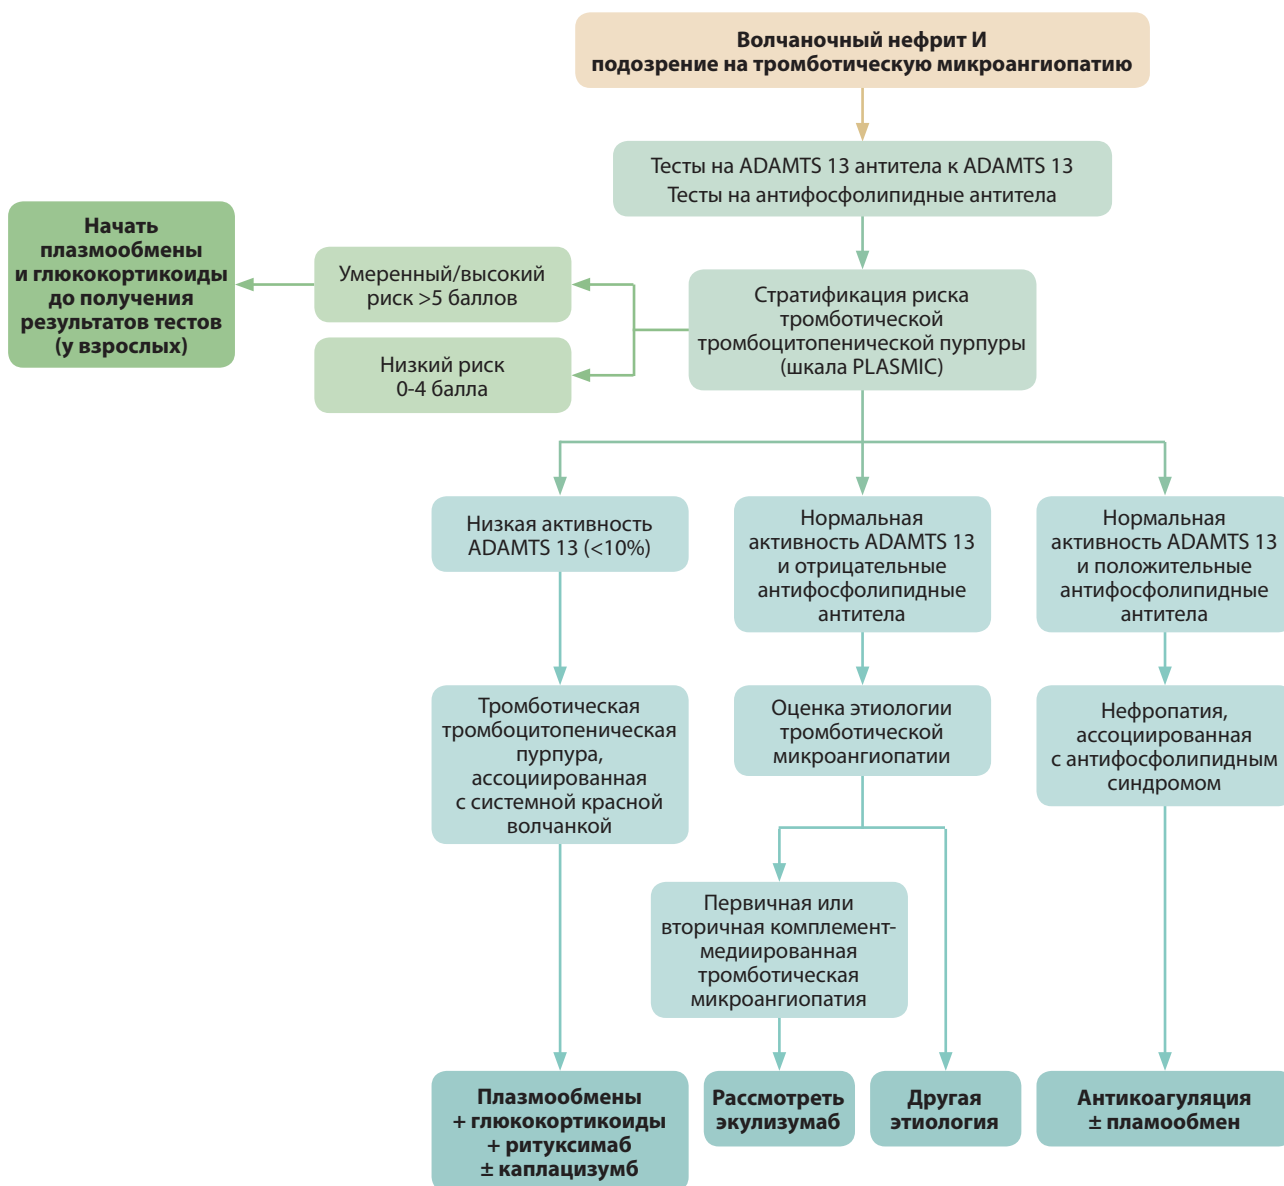 Волчаночный нефрит И
подозрение на тромботическую микроангиопатию
Тесты на ADAMTS 13 антитела к ADAMTS 13
Тесты на антифосфолипидные антитела
Начать
плазмообмены
и глюкокортикоиды
до получения
результатов тестов
(у взрослых)
Умеренный/высокий
риск >5 баллов
Низкий риск
0-4 балла
Стратификация риска
тромботической
тромбоцитопенической пурпуры
(шкала PLASMIC)
Низкая активность
ADAMTS 13 (<10%)
Нормальная
активность ADAMTS 13
и отрицательные
антифосфолипидные
антитела
Нормальная
активность ADAMTS 13
и положительные
антифосфолипидные
антитела
Тромботическая
тромбоцитопеническая
пурпура,
ассоциированная
с системной красной
волчанкой
Оценка этиологии
тромботической
микроангиопатии
Нефропатия,
ассоциированная
с антифосфолипидным
синдромом
Первичная или
вторичная комплемент-
медиированная
тромботическая
микроангиопатия
Плазмообмены
+ глюкокортикоиды
+ ритуксимаб
± каплацизумб
Рассмотреть
экулизумаб
Другая
этиология
Антикоагуляция
± пламообмен